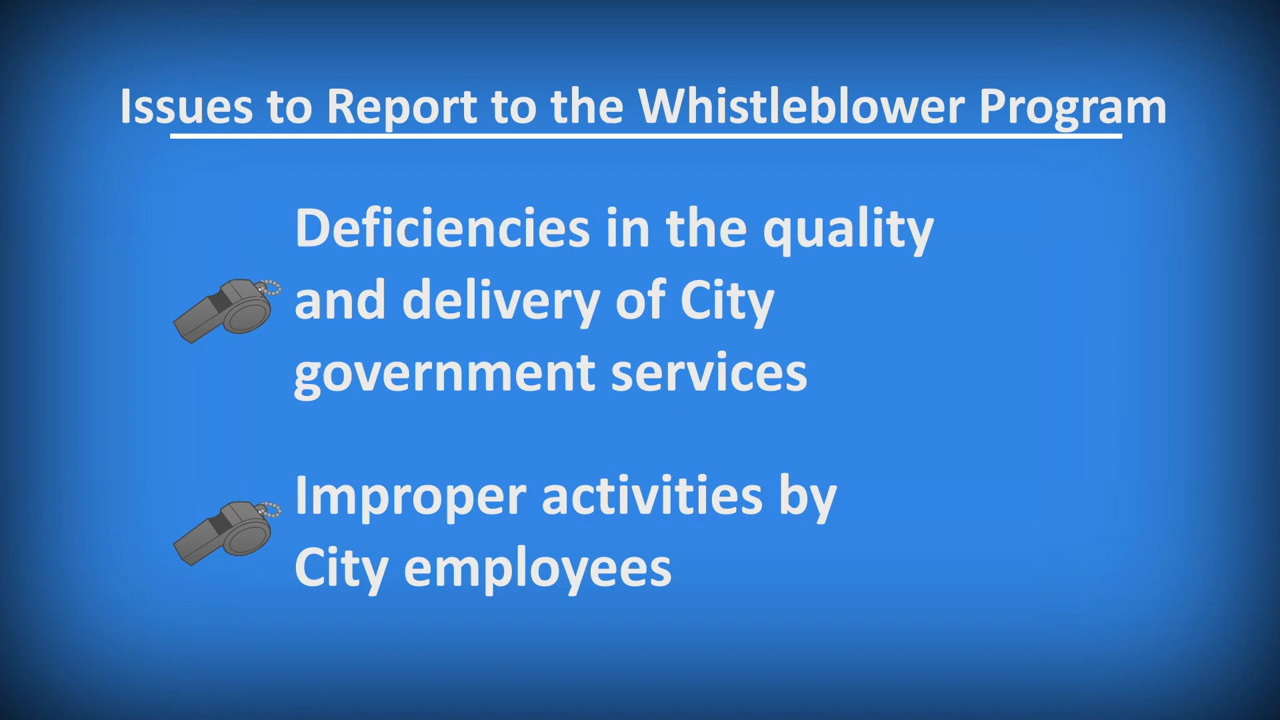 Issues to Report to the Whistleblower Program
Deficiencies in the quality
and delivery of City
government services
Improper activities by
City employees